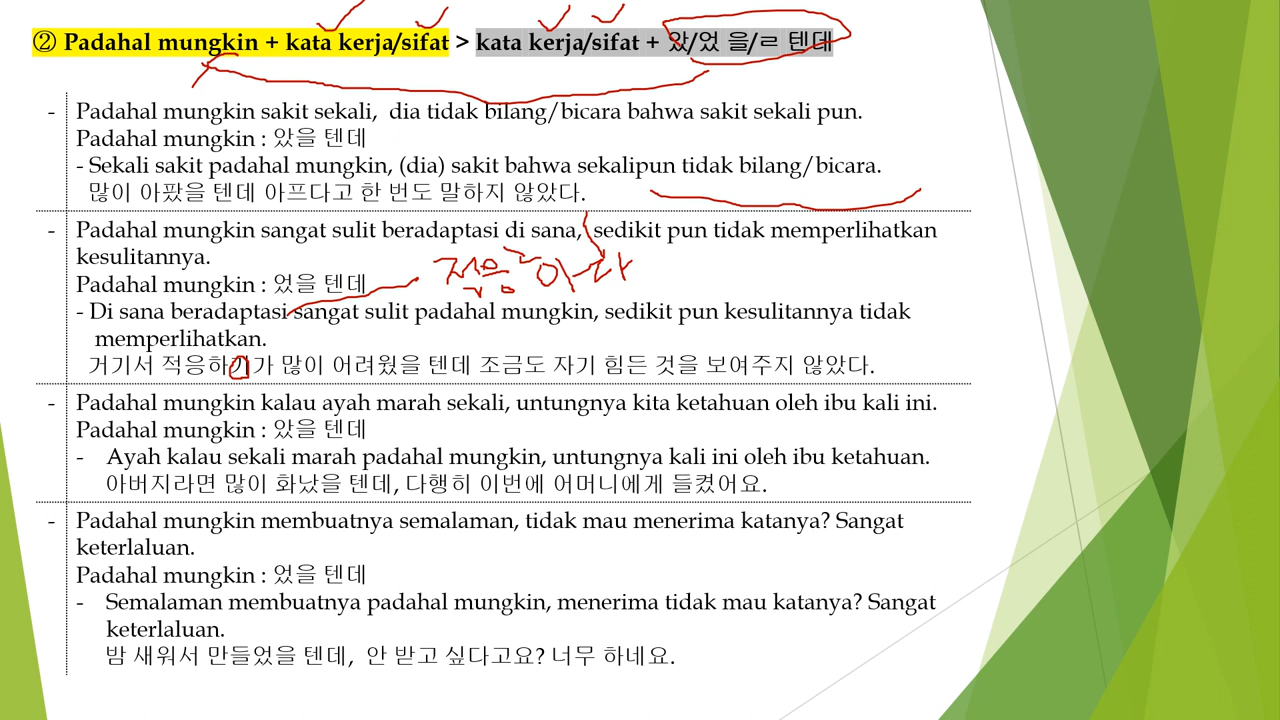 ② Padahal mungkin + kata kerja/sifat > kata kerja/sifat + 았/었 을/ㄹ 텐데
- Padahal mungkin sakit sekali, dia tidak bilang/bicara bahwa sakit sekali pun.
Padahal mungkin : 았을 텐데
- Sekali sakit padahal mungkin, (dia) sakit bahwa sekalipun tidak bilang/bicara.
많이 아팠을 텐데 아프다고 한 번도 말하지 않았다.
- Padahal mungkin sangat sulit beradaptasi di sana, sedikit pun tidak memperlihatkan
kesulitannya.
Padahal mungkin : 었을 텐데
- Di sana beradaptasi sangat sulit padahal mungkin, sedikit pun kesulitannya tidak
memperlihatkan.
거기서 적응하기가 많이 어려웠을 텐데 조금도 자기 힘든 것을 보여주지 않았다.
- Padahal mungkin kalau ayah marah sekali, untungnya kita ketahuan oleh ibu kali ini.
Padahal mungkin : 았을 텐데
- Ayah kalau sekali marah padahal mungkin, untungnya kali ini oleh ibu ketahuan.
아버지라면 많이 화났을 텐데, 다행히 이번에 어머니에게 들켰어요.
- Padahal mungkin membuatnya semalaman, tidak mau menerima katanya? Sangat
keterlaluan.
Padahal mungkin : 었을 텐데
- Semalaman membuatnya padahal mungkin, menerima tidak mau katanya? Sangat
keterlaluan.
밤 새워서 만들었을 텐데, 안 받고 싶다고요? 너무 하네요.